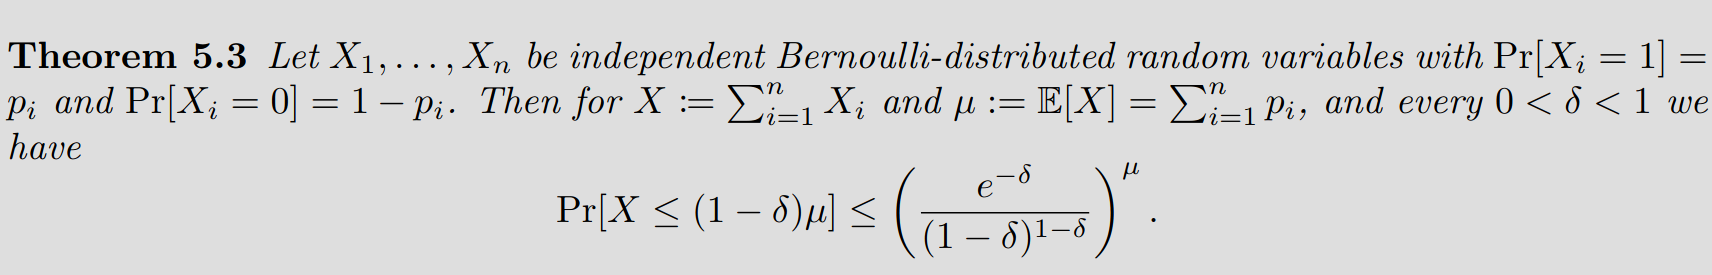 Theorem 5.3 Let X₁, . . . , Xₙ be independent Bernoulli-distributed random variables with Pr[Xᵢ = 1] =
pᵢ and Pr[Xᵢ = 0] = 1 − pᵢ. Then for X := ∑ⁿᵢ₌₁ Xᵢ and μ := 𝔼[X] = ∑ⁿᵢ₌₁ pᵢ, and every 0 < δ < 1 we
have
Pr[X ≤ (1 − δ)μ] ≤ (e^{−δ} / (1 − δ)^{1−δ})^μ .